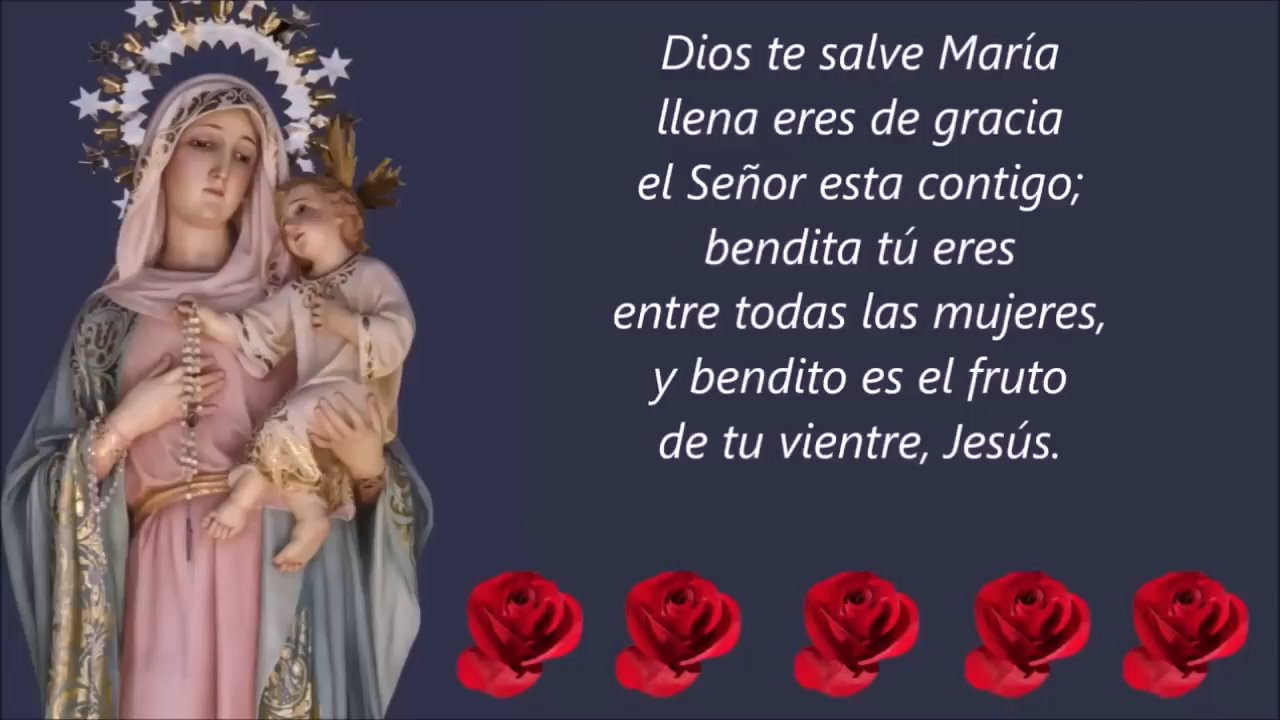 Dios te salve María
llena eres de gracia
el Señor esta contigo;
bendita tú eres
entre todas las mujeres,
y bendito es el fruto
de tu vientre, Jesús.